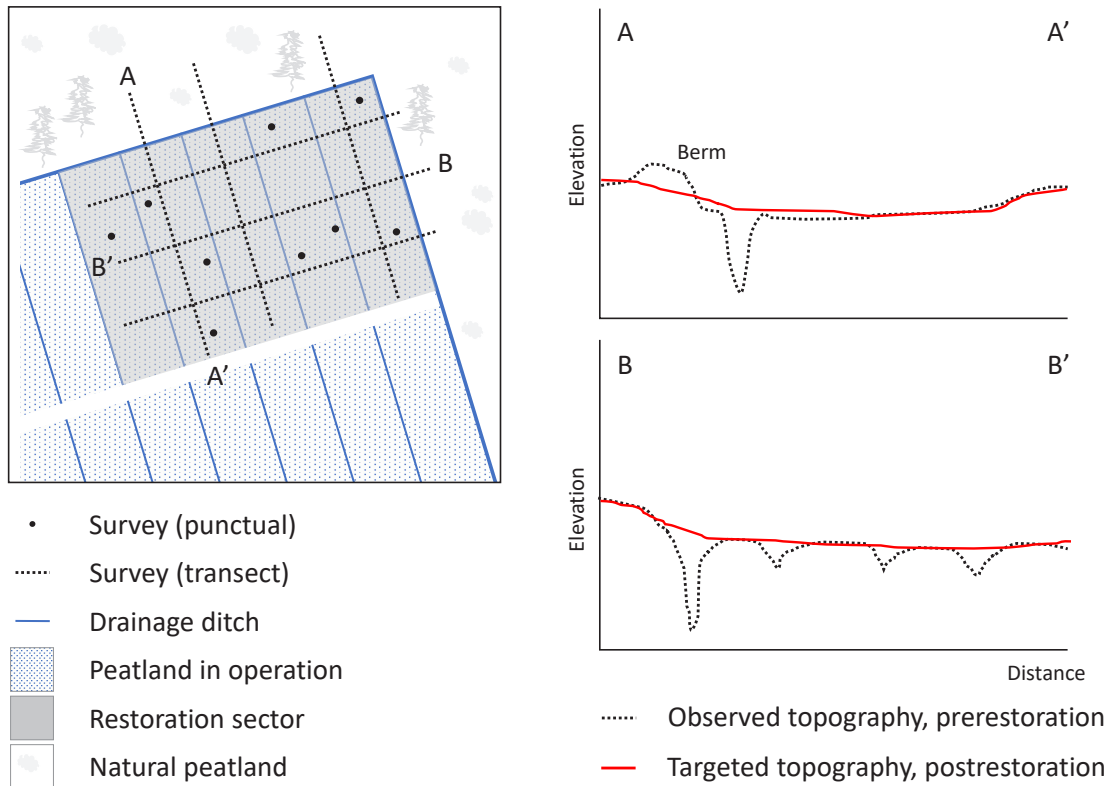 A
B
B’
A’
Survey (punctual)
Survey (transect)
Drainage ditch
Peatland in operation
Restoration sector
Natural peatland
A
A’
Berm
Elevation
B
B’
Elevation
Distance
Observed topography, prerestoration
Targeted topography, postrestoration